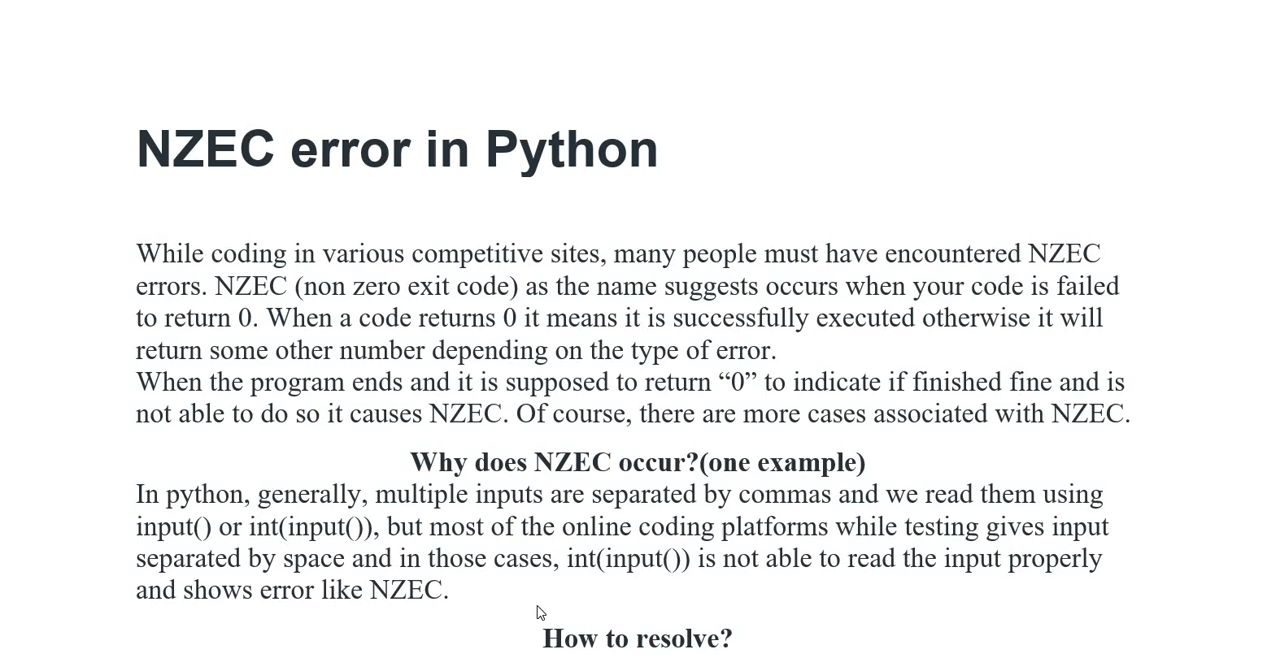 NZEC error in Python
While coding in various competitive sites, many people must have encountered NZEC
errors. NZEC (non zero exit code) as the name suggests occurs when your code is failed
to return 0. When a code returns 0 it means it is successfully executed otherwise it will
return some other number depending on the type of error.
When the program ends and it is supposed to return “0” to indicate if finished fine and is
not able to do so it causes NZEC. Of course, there are more cases associated with NZEC.
Why does NZEC occur?(one example)
In python, generally, multiple inputs are separated by commas and we read them using
input() or int(input()), but most of the online coding platforms while testing gives input
separated by space and in those cases, int(input()) is not able to read the input properly
and shows error like NZEC.
How to resolve?